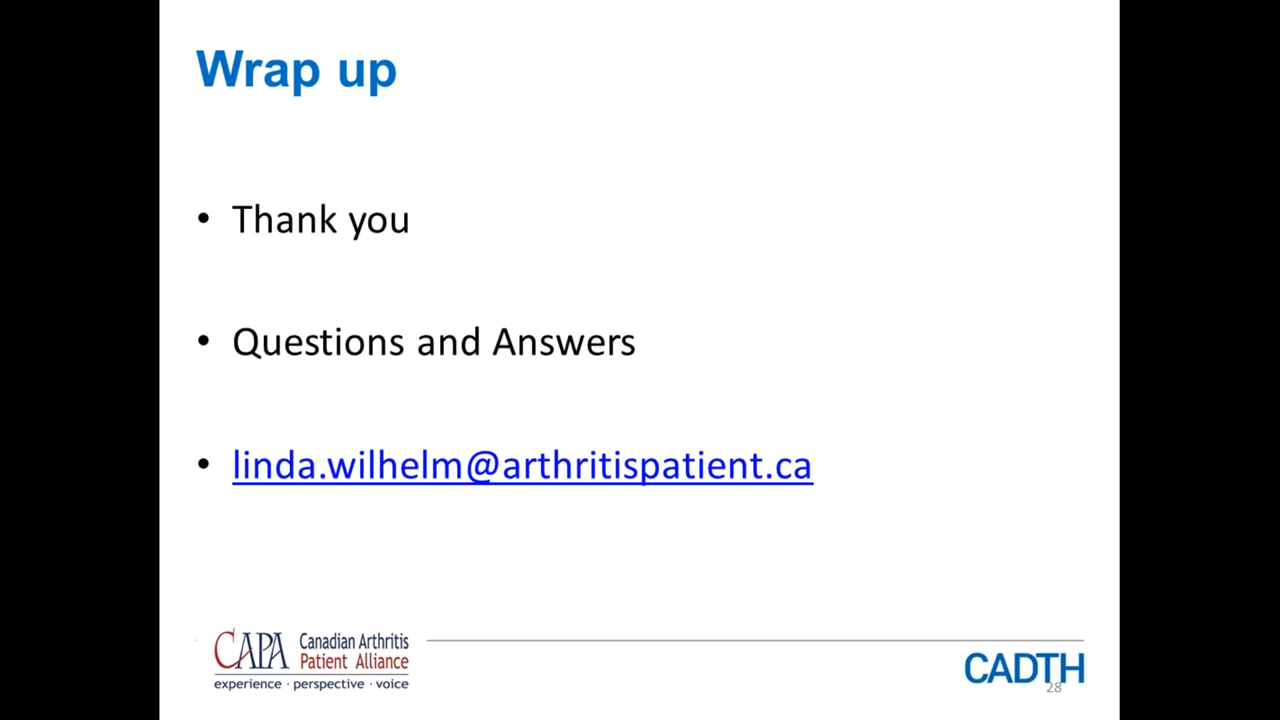 Wrap up
• Thank you
• Questions and Answers
• linda.wilhelm@arthritispatient.ca
CAPA Canadian Arthritis
Patient Alliance
experience · perspective · voice
CADTH
28